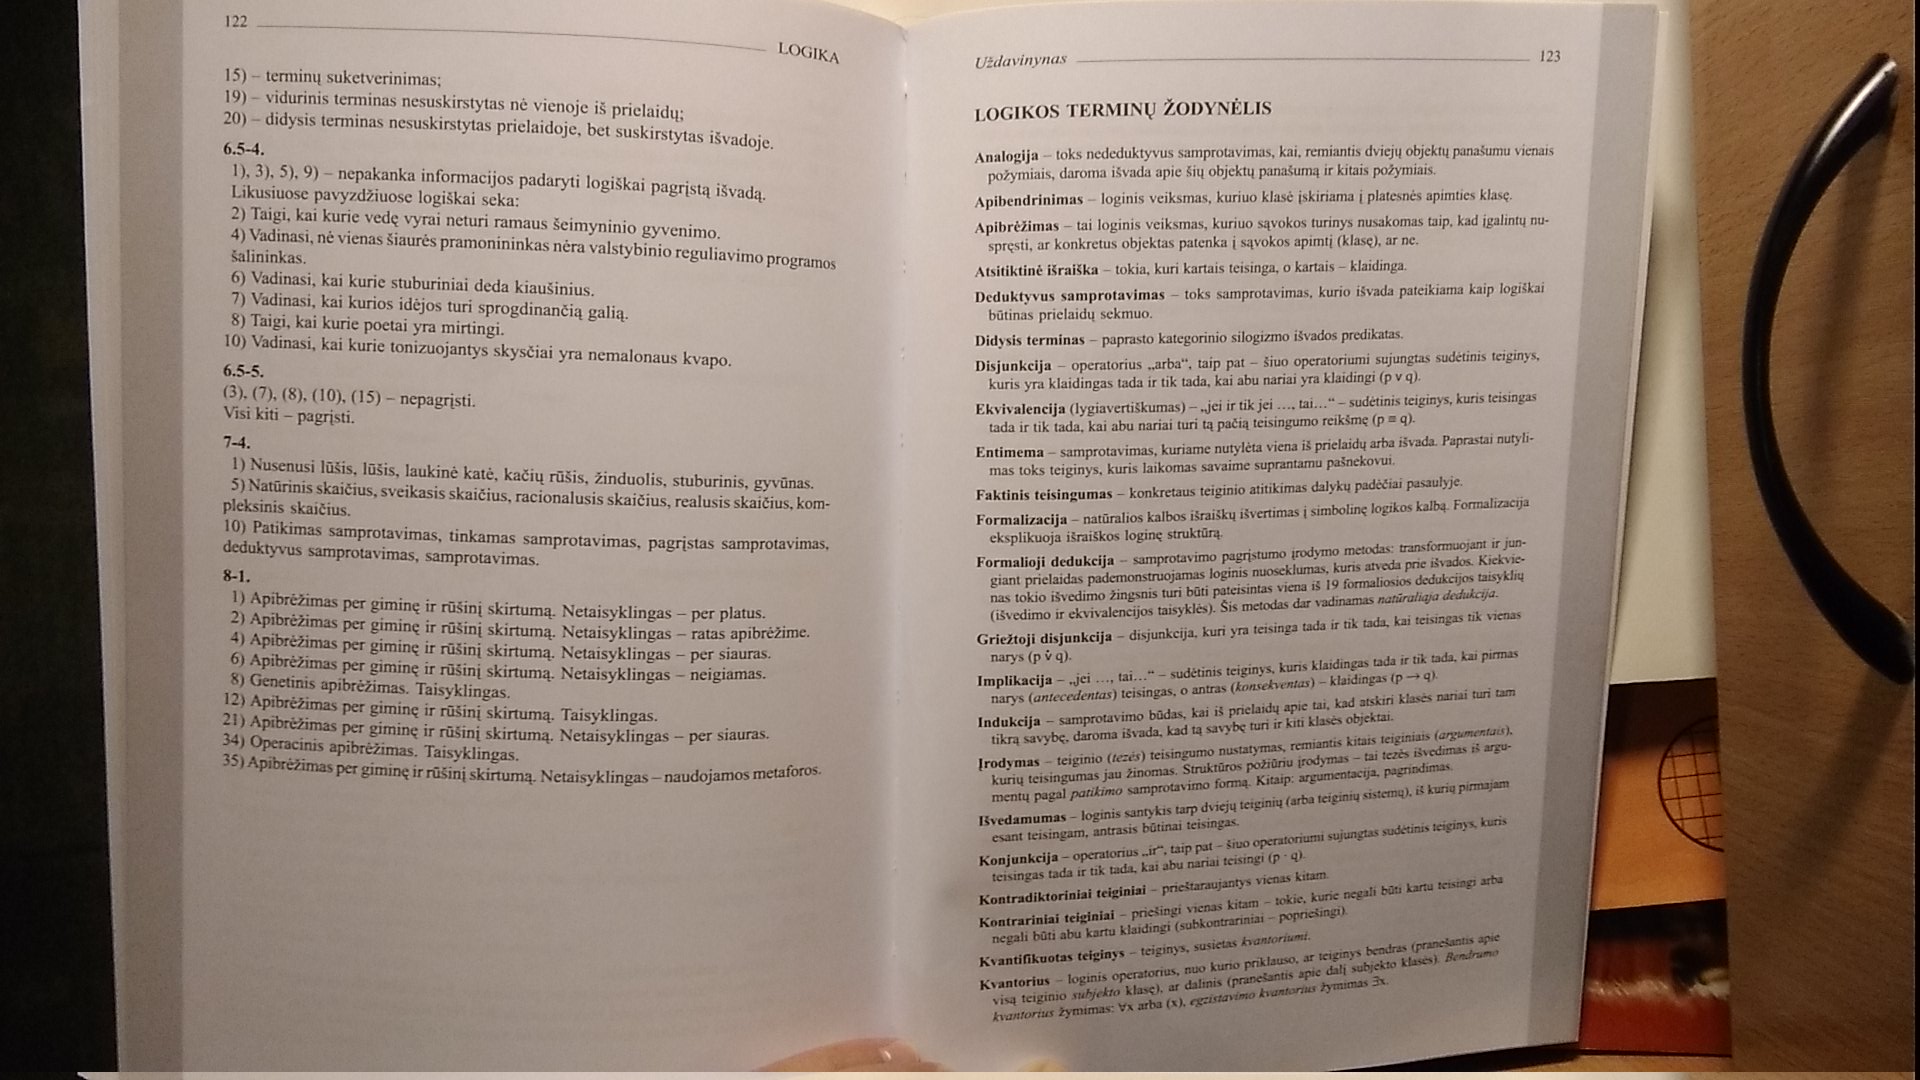 122
LOGIKA
15) – terminų suketverinimas;
19) – vidurinis terminas nesuskirstytas nė vienoje iš prielaidų;
20) – didysis terminas nesuskirstytas prielaidoje, bet suskirstytas išvadoje.
6.5-4.
1), 3), 5), 9) – nepakanka informacijos padaryti logiškai pagrįstą išvadą.
Likusiuose pavyzdžiuose logiškai seka:
2) Taigi, kai kurie vedę vyrai neturi ramaus šeimyninio gyvenimo.
4) Vadinasi, nė vienas šiaurės pramonininkas nėra valstybinio reguliavimo programos
šalininkas.
6) Vadinasi, kai kurie stuburiniai deda kiaušinius.
7) Vadinasi, kai kurios idėjos turi sprogdinančią galią.
8) Taigi, kai kurie poetai yra mirtingi.
10) Vadinasi, kai kurie tonizuojantys skysčiai yra nemalonaus kvapo.
6.5-5.
(3), (7), (8), (10), (15) – nepagrįsti.
Visi kiti – pagrįsti.
7-4.
1) Nusenusi lūšis, lūšis, laukinė katė, kačių rūšis, žinduolis, stuburinis, gyvūnas.
5) Natūrinis skaičius, sveikasis skaičius, racionalusis skaičius, realusis skaičius, kom-
pleksinis skaičius.
10) Patikimas samprotavimas, tinkamas samprotavimas, pagrįstas samprotavimas,
deduktyvus samprotavimas, samprotavimas.
8-1.
1) Apibrėžimas per giminę ir rūšinį skirtumą. Netaisyklingas – per platus.
2) Apibrėžimas per giminę ir rūšinį skirtumą. Netaisyklingas – ratas apibrėžime.
4) Apibrėžimas per giminę ir rūšinį skirtumą. Netaisyklingas – per siauras.
6) Apibrėžimas per giminę ir rūšinį skirtumą. Netaisyklingas – neigiamas.
8) Genetinis apibrėžimas. Taisyklingas.
12) Apibrėžimas per giminę ir rūšinį skirtumą. Taisyklingas.
21) Apibrėžimas per giminę ir rūšinį skirtumą. Netaisyklingas – per siauras.
34) Operacinis apibrėžimas. Taisyklingas.
35) Apibrėžimas per giminę ir rūšinį skirtumą. Netaisyklingas – naudojamos metaforos.
Uždavinynas
123
LOGIKOS TERMINŲ ŽODYNĖLIS
Analogija – toks nededuktyvus samprotavimas, kai, remiantis dviejų objektų panašumu vienais
požymiais, daroma išvada apie šių objektų panašumą ir kitais požymiais.
Apibendrinimas – loginis veiksmas, kuriuo klasė įskiriama į platesnės apimties klasę.
Apibrėžimas – tai loginis veiksmas, kuriuo sąvokos turinys nusakomas taip, kad įgalintų nu-
spręsti, ar konkretus objektas patenka į sąvokos apimtį (klasę), ar ne.
Atsitiktinė išraiška – tokia, kuri kartais teisinga, o kartais – klaidinga.
Deduktyvus samprotavimas – toks samprotavimas, kurio išvada pateikiama kaip logiškai
būtinas prielaidų sekmuo.
Didysis terminas – paprasto kategorinio silogizmo išvados predikatas.
Disjunkcija – operatorius „arba“, taip pat – šiuo operatoriumi sujungtas sudėtinis teiginys,
kuris yra klaidingas tada ir tik tada, kai abu nariai yra klaidingi (p v q).
Ekvivalencija (lygiavertiškumas) – „jei ir tik jei …, tai…“ – sudėtinis teiginys, kuris teisingas
tada ir tik tada, kai abu nariai turi tą pačią teisingumo reikšmę (p ≡ q).
Entimema – samprotavimas, kuriame nutylėta viena iš prielaidų arba išvada. Paprastai nutyli-
mas toks teiginys, kuris laikomas savaime suprantamu pašnekovui.
Faktinis teisingumas – konkretaus teiginio atitikimas dalykų padėčiai pasaulyje.
Formalizacija – natūralios kalbos išraiškų išvertimas į simbolinę logikos kalbą. Formalizacija
eksplikuoja išraiškos loginę struktūrą.
Formalioji dedukcija – samprotavimo pagrįstumo įrodymo metodas: transformuojant ir jun-
giant prielaidas pademonstruojamas loginis nuoseklumas, kuris atveda prie išvados. Kiekvie-
nas tokio išvedimo žingsnis turi būti pateisintas viena iš 19 formaliosios dedukcijos taisyklių
(išvedimo ir ekvivalencijos taisyklės). Šis metodas dar vadinamas natūraliąja dedukcija.
Griežtoji disjunkcija – disjunkcija, kuri yra teisinga tada ir tik tada, kai teisingas tik vienas
narys (p v̇ q).
Implikacija – „jei …, tai…“ – sudėtinis teiginys, kuris klaidingas tada ir tik tada, kai pirmas
narys (antecedentas) teisingas, o antras (konsekventas) – klaidingas (p → q).
Indukcija – samprotavimo būdas, kai iš prielaidų apie tai, kad atskiri klasės nariai turi tam
tikrą savybę, daroma išvada, kad tą savybę turi ir kiti klasės objektai.
Įrodymas – teiginio (tezės) teisingumo nustatymas, remiantis kitais teiginiais (argumentais),
kurių teisingumas jau žinomas. Struktūros požiūriu įrodymas – tai tezės išvedimas iš argu-
mentų pagal patikimo samprotavimo formą. Kitaip: argumentacija, pagrindimas.
Išvedamumas – loginis santykis tarp dviejų teiginių (arba teiginių sistemų), iš kurių pirmajam
esant teisingam, antrasis būtinai teisingas.
Konjunkcija – operatorius „ir“, taip pat – šiuo operatoriumi sujungtas sudėtinis teiginys, kuris
teisingas tada ir tik tada, kai abu nariai teisingi (p · q).
Kontradiktoriniai teiginiai – prieštaraujantys vienas kitam.
Kontrariniai teiginiai – priešingi vienas kitam – tokie, kurie negali būti kartu teisingi arba
negali būti abu kartu klaidingi (subkontrariniai – popriešingi).
Kvantifikuotas teiginys – teiginys, susietas kvantoriumi.
Kvantorius – loginis operatorius, nuo kurio priklauso, ar teiginys bendras (pranešantis apie
visą teiginio subjekto klasę), ar dalinis (pranešantis apie dalį subjekto klasės). Bendrumo
kvantorius žymimas: ∀x arba (x), egzistavimo kvantorius žymimas ∃x.